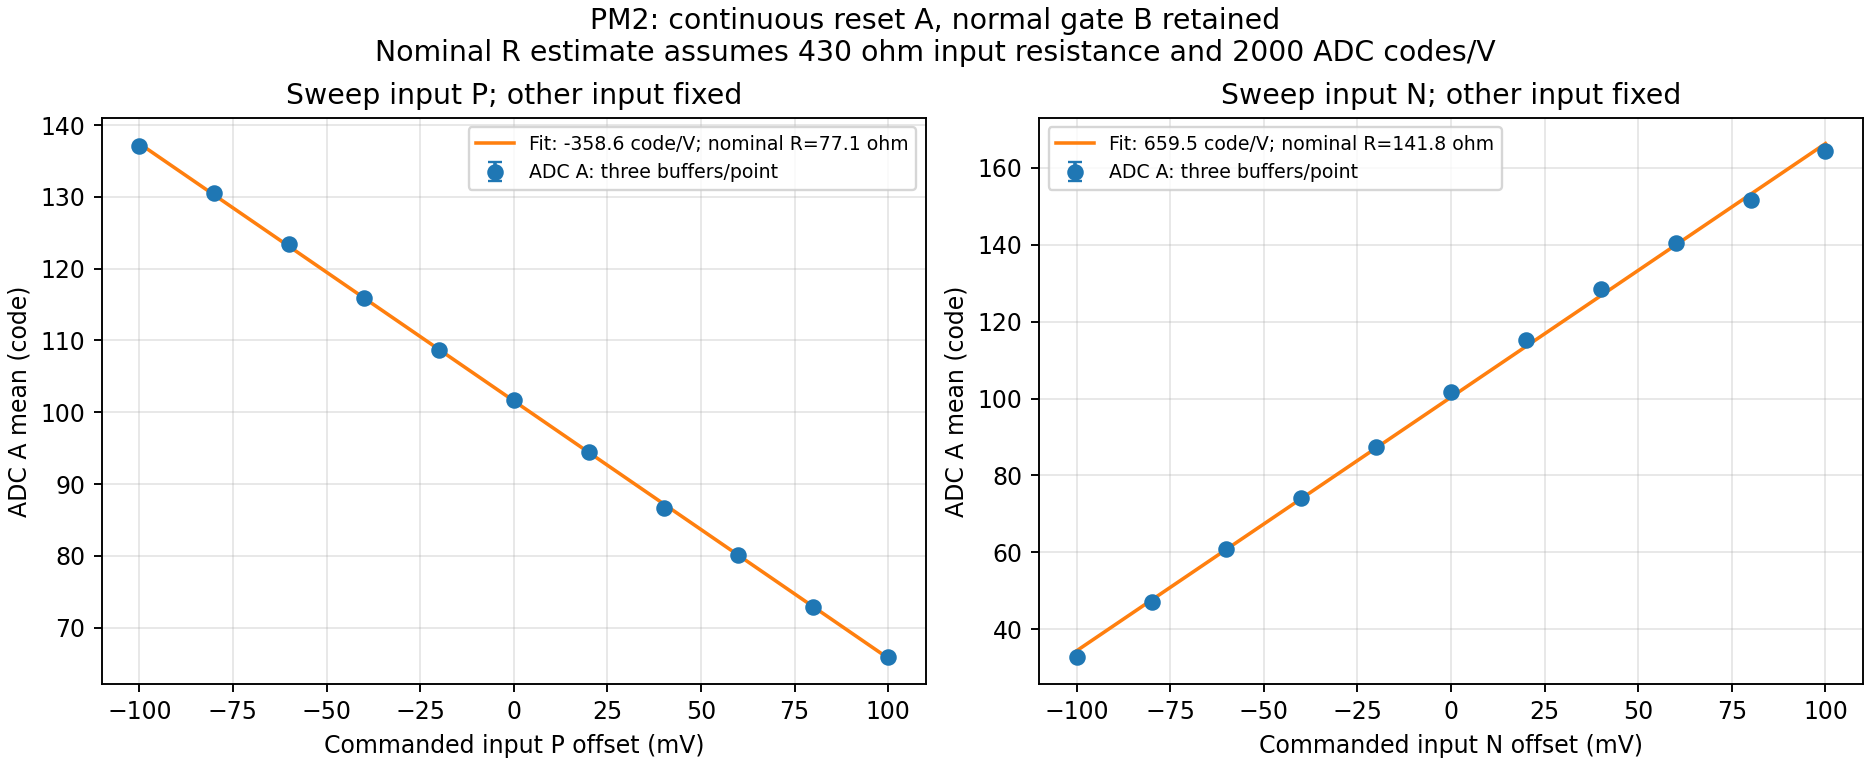 PM2: continuous reset A, normal gate B retained
Nominal R estimate assumes 430 ohm input resistance and 2000 ADC codes/V
Sweep input P; other input fixed
140
130
120
110
100
90
80
70
ADC A mean (code)
Fit: -358.6 code/V; nominal R=77.1 ohm
ADC A: three buffers/point
−100 −75 −50 −25 0 25 50 75 100
Commanded input P offset (mV)
Sweep input N; other input fixed
160
140
120
100
80
60
40
ADC A mean (code)
Fit: 659.5 code/V; nominal R=141.8 ohm
ADC A: three buffers/point
−100 −75 −50 −25 0 25 50 75 100
Commanded input N offset (mV)